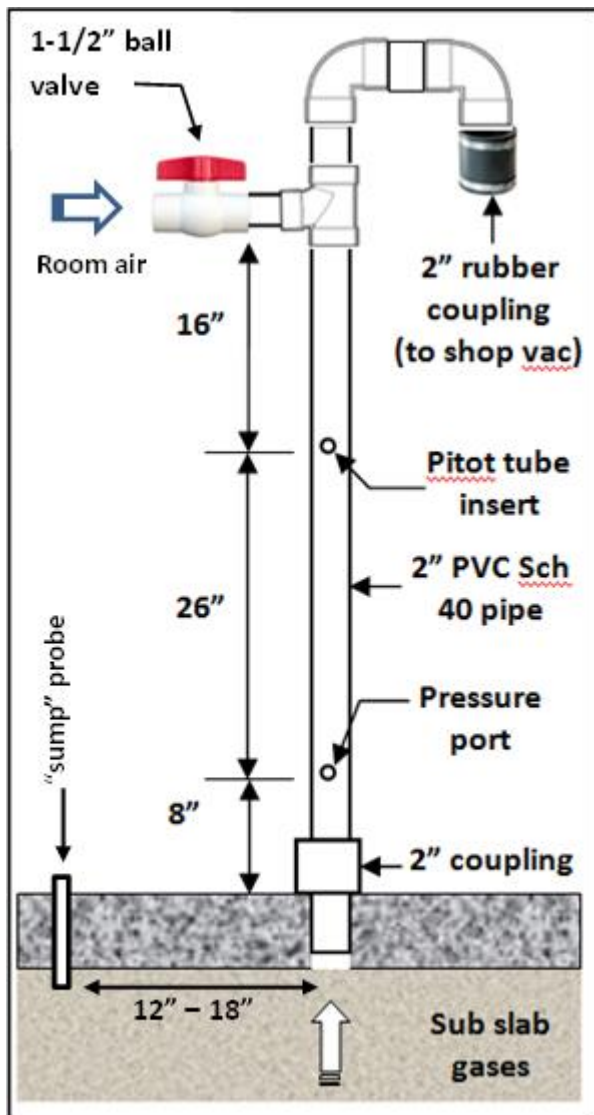 1-1/2” ball
valve
Room air
2” rubber
coupling
(to shop vac)
16”
Pitot tube
insert
2” PVC Sch
40 pipe
26”
“sump” probe
Pressure
port
8”
2” coupling
12” – 18”
Sub slab
gases